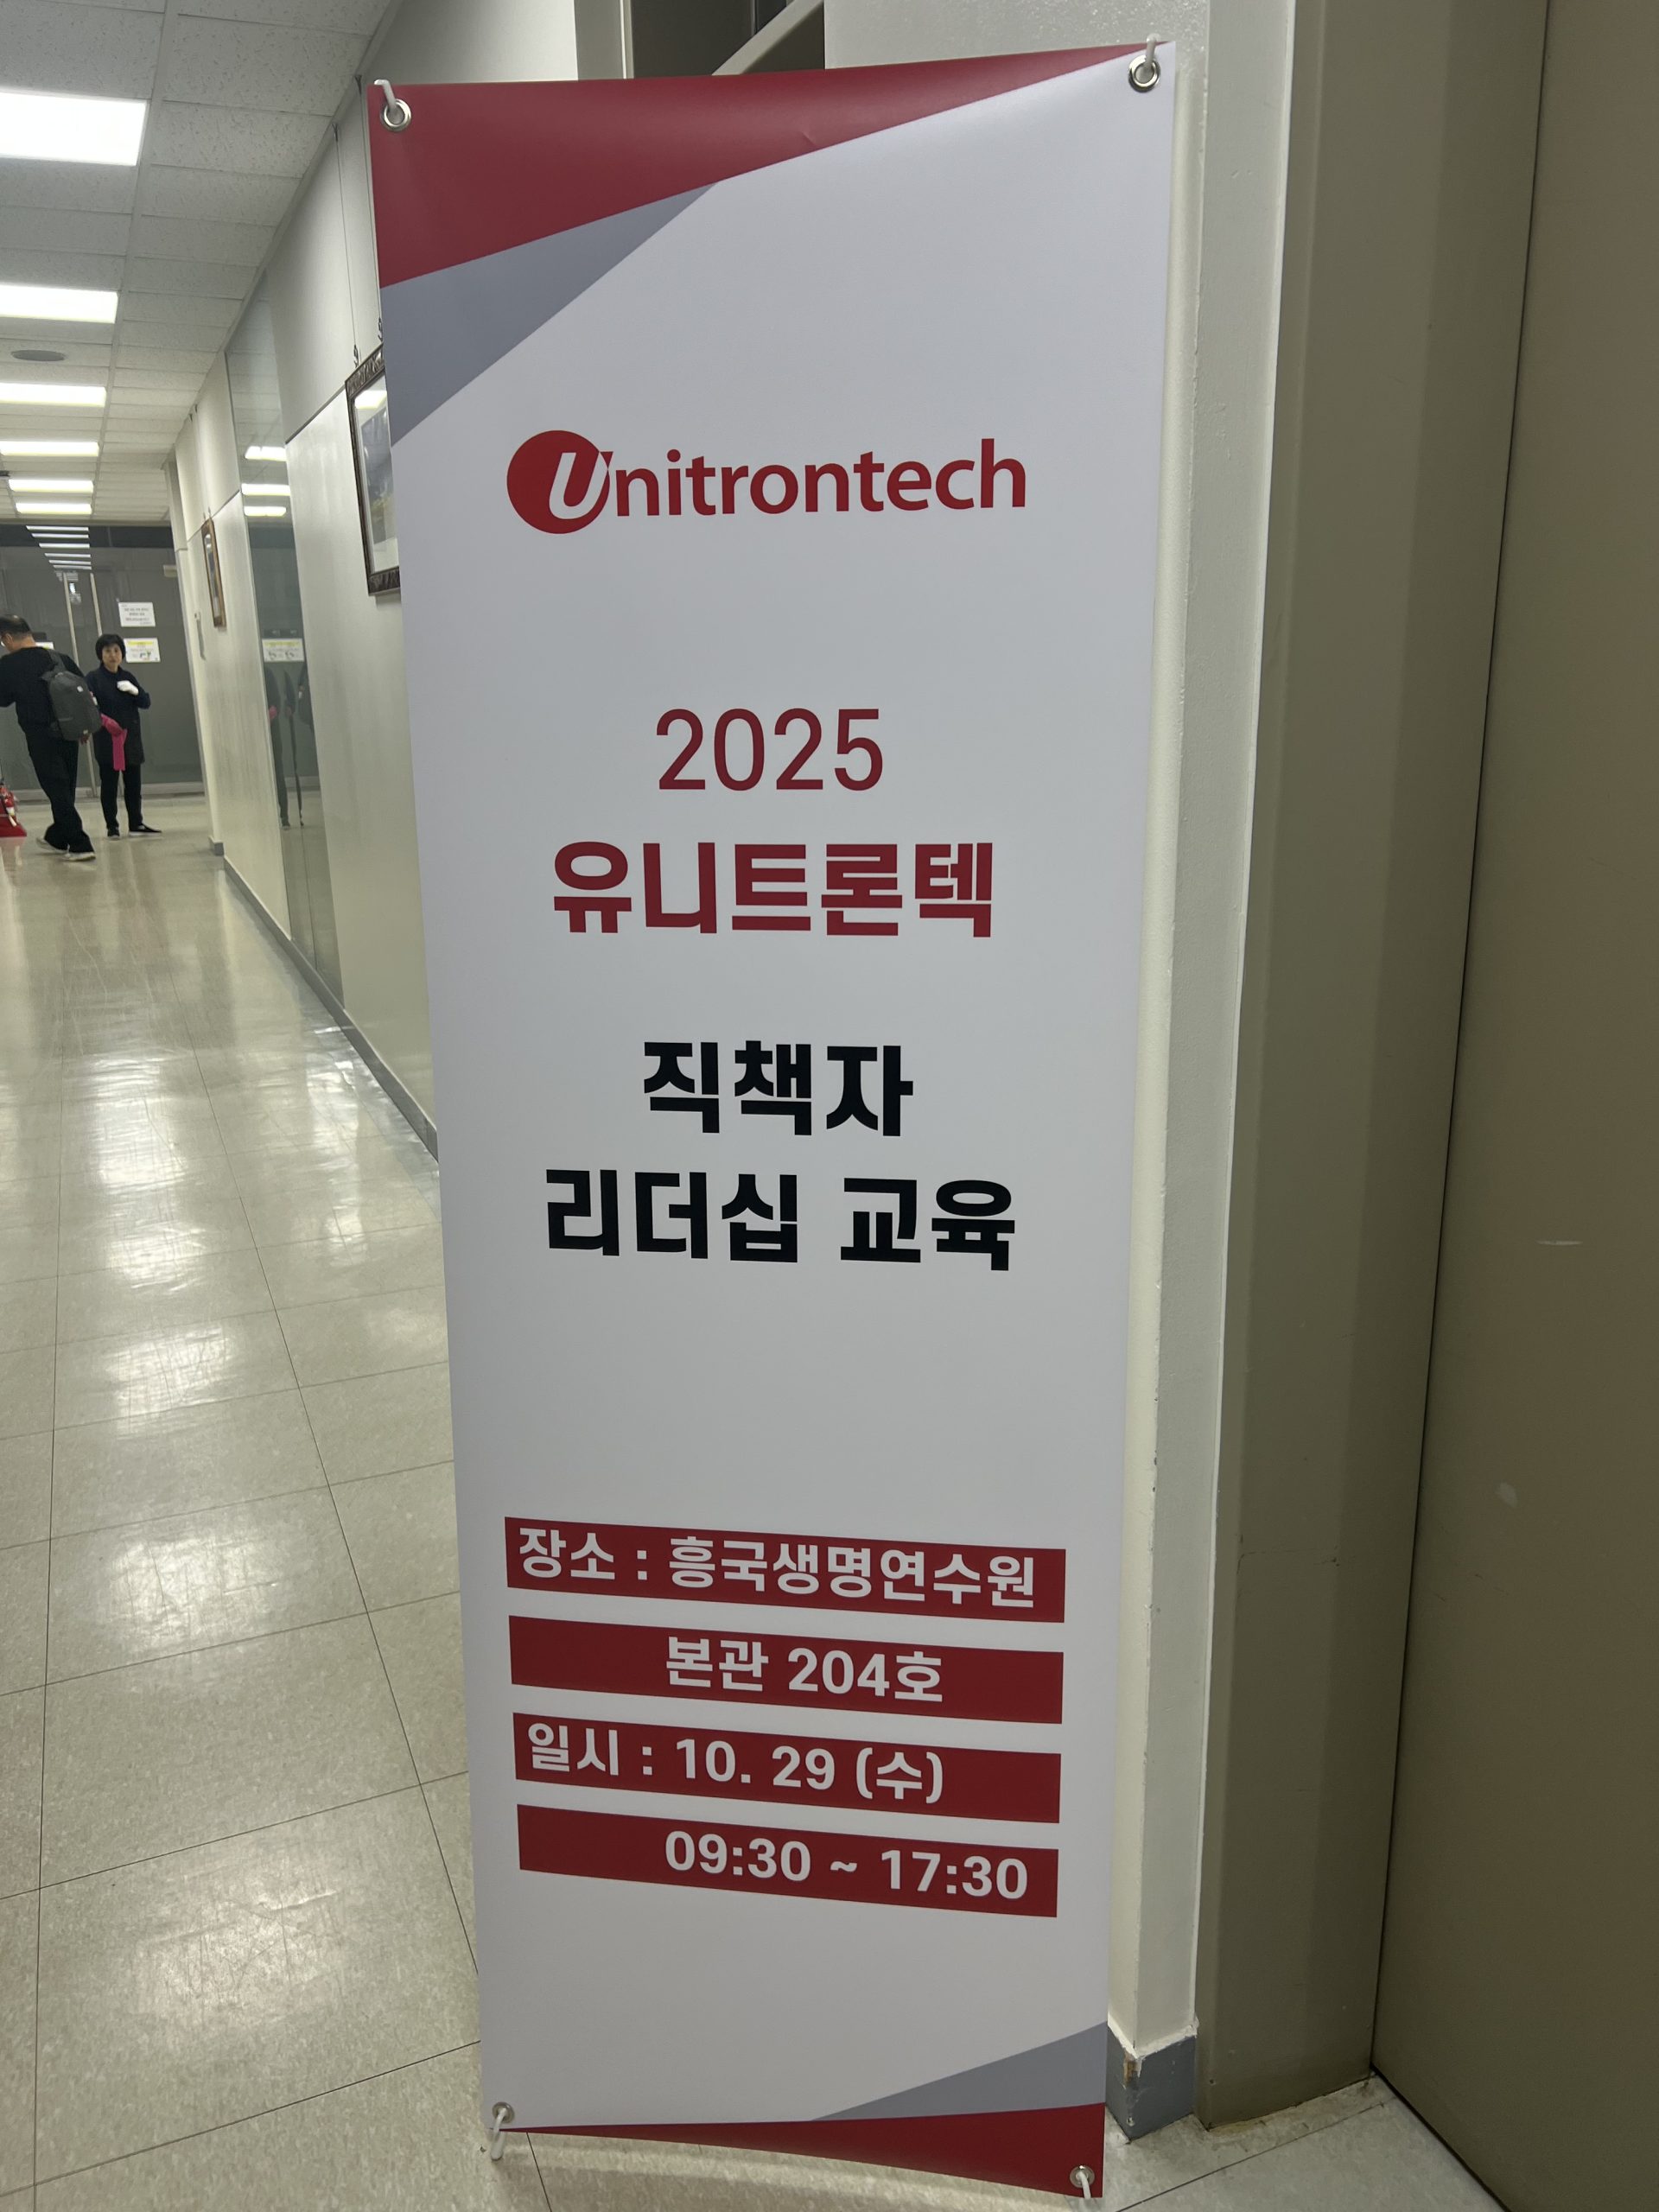 Unitrontech
2025
유니트론텍
직책자
리더십 교육
장소 : 흥국생명연수원
본관 204호
일시 : 10. 29 (수)
09:30 ~ 17:30